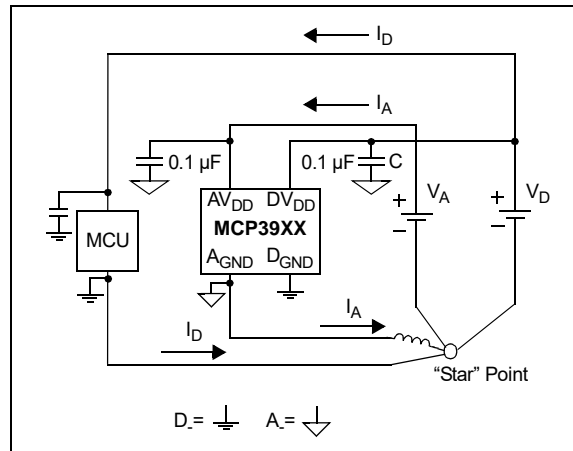 I_D
I_A
0.1 µF
0.1 µF
C
AV_DD DV_DD
MCP39XX
A_GND D_GND
MCU
V_A
V_D
+
−
+
−
I_D
I_A
"Star" Point
D_-= A_-=